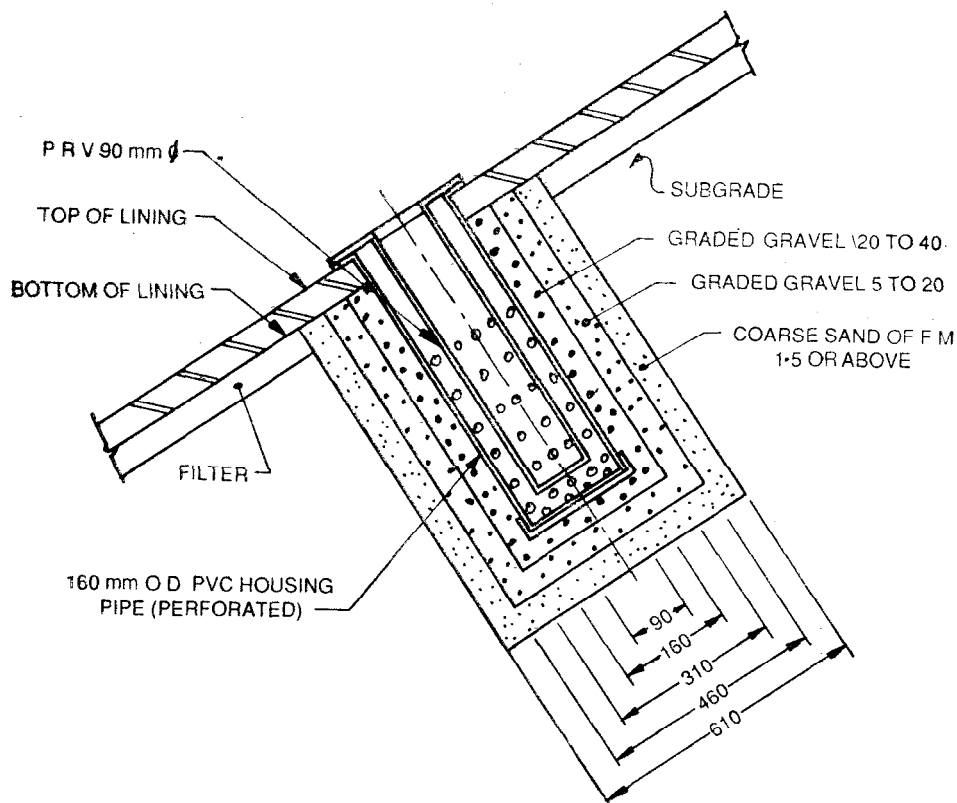 P R V 90 mm ϕ
TOP OF LINING
BOTTOM OF LINING
FILTER
160 mm O D PVC HOUSING
PIPE (PERFORATED)
SUBGRADE
GRADED GRAVEL \20 TO 40
GRADED GRAVEL 5 TO 20
COARSE SAND OF F M
1·5 OR ABOVE
90
160
310
460
610